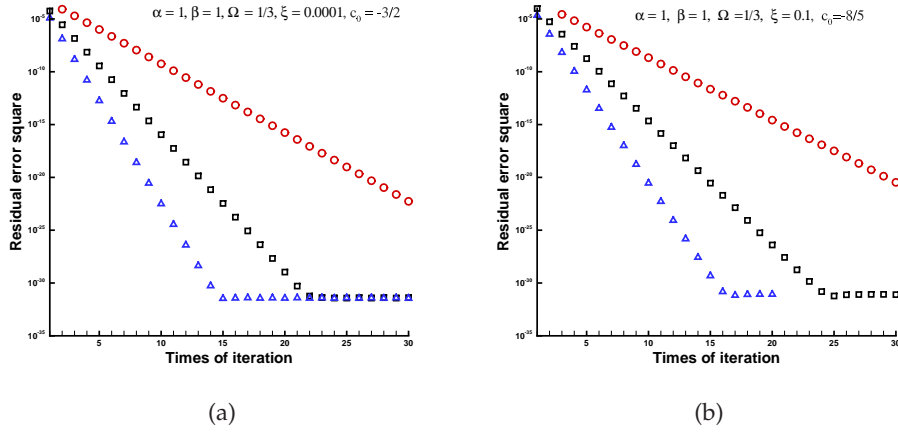 α = 1, β = 1, Ω = 1/3, ξ = 0.0001, c₀ = -3/2
Residual error square
10⁻⁵
10⁻¹⁰
10⁻¹⁵
10⁻²⁰
10⁻²⁵
10⁻³⁰
10⁻³⁵
5 10 15 20 25 30
Times of iteration
(a)
α = 1, β = 1, Ω =1/3, ξ = 0.1, c₀=-8/5
Residual error square
10⁻⁵
10⁻¹⁰
10⁻¹⁵
10⁻²⁰
10⁻²⁵
10⁻³⁰
10⁻³⁵
5 10 15 20 25 30
Times of iteration
(b)